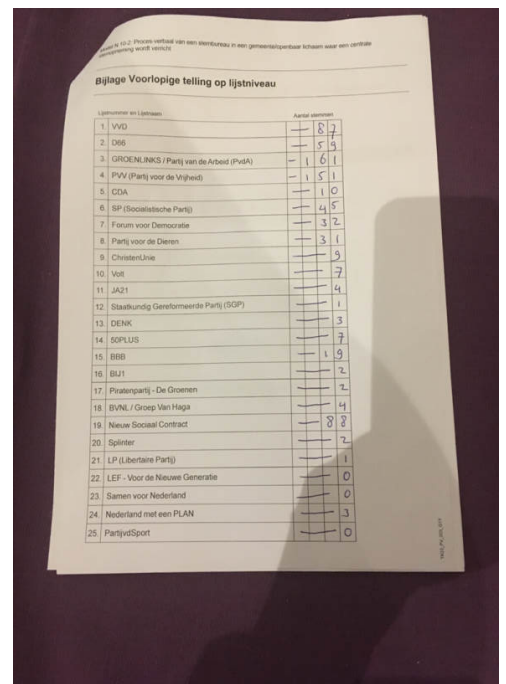 Model N 10-2: Proces-verbaal van een stembureau in een gemeente/openbaar lichaam waar een centrale
stemopneming wordt verricht
Bijlage Voorlopige telling op lijstniveau
Lijstnummer en Lijstnaam Aantal stemmen
1. VVD — 87
2. D66 — 59
3. GROENLINKS / Partij van de Arbeid (PvdA) — 161
4. PVV (Partij voor de Vrijheid) — 151
5. CDA — 10
6. SP (Socialistische Partij) — 45
7. Forum voor Democratie — 32
8. Partij voor de Dieren — 31
9. ChristenUnie — 9
10. Volt — 7
11. JA21 — 4
12. Staatkundig Gereformeerde Partij (SGP) — 1
13. DENK — 3
14. 50PLUS — 7
15. BBB — 19
16. BIJ1 — 2
17. Piratenpartij - De Groenen — 2
18. BVNL / Groep Van Haga — 4
19. Nieuw Sociaal Contract — 88
20. Splinter — 2
21. LP (Libertaire Partij) — 1
22. LEF - Voor de Nieuwe Generatie — 0
23. Samen voor Nederland — 0
24. Nederland met een PLAN — 3
25. PartijvdSport — 0